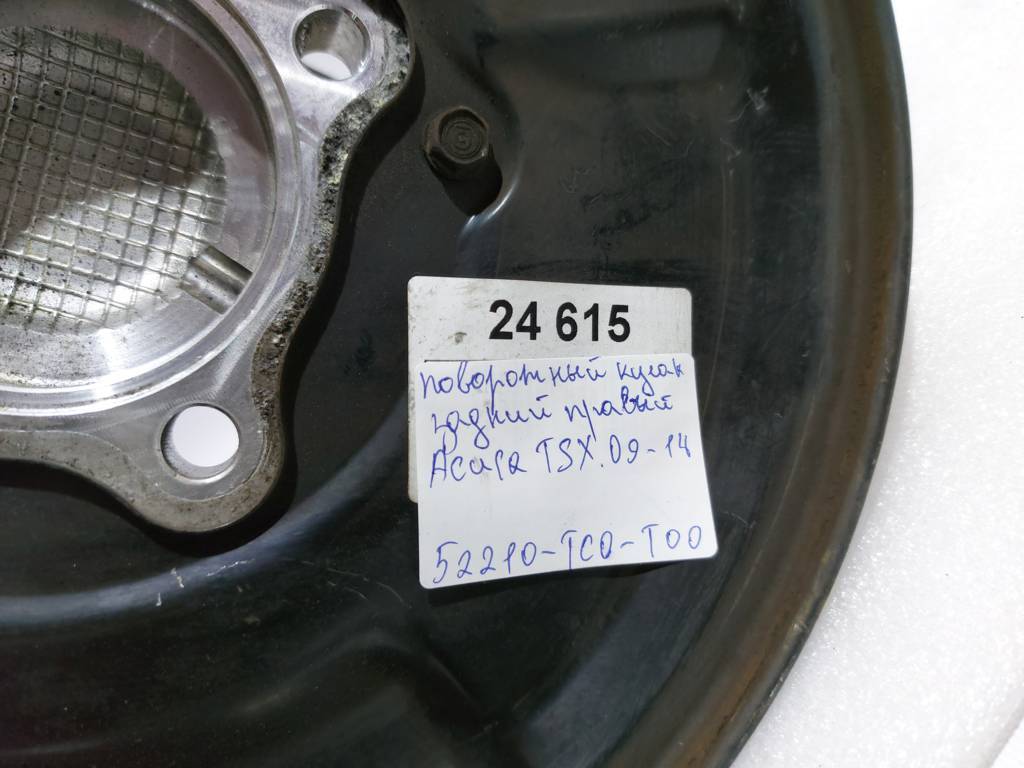 24 615
поворотный кулак
задний правый
Acura TSX. 09-14
52210-TC0-T00